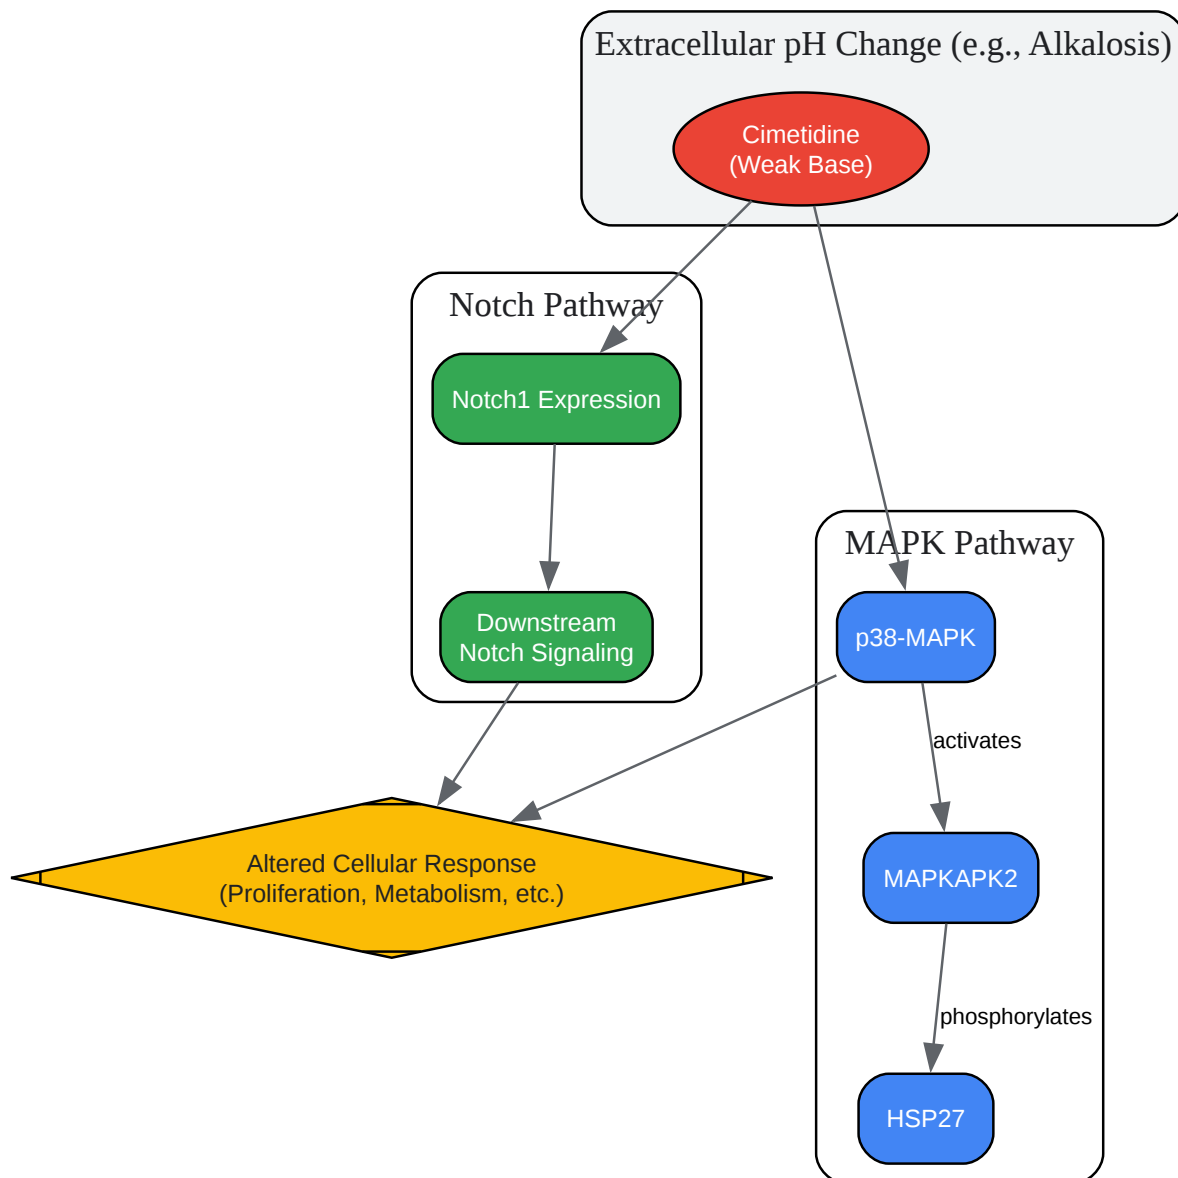 Extracellular pH Change (e.g., Alkalosis)
Cimetidine
(Weak Base)
Notch Pathway
Notch1 Expression
Downstream
Notch Signaling
MAPK Pathway
p38-MAPK
activates
MAPKAPK2
phosphorylates
HSP27
Altered Cellular Response
(Proliferation, Metabolism, etc.)